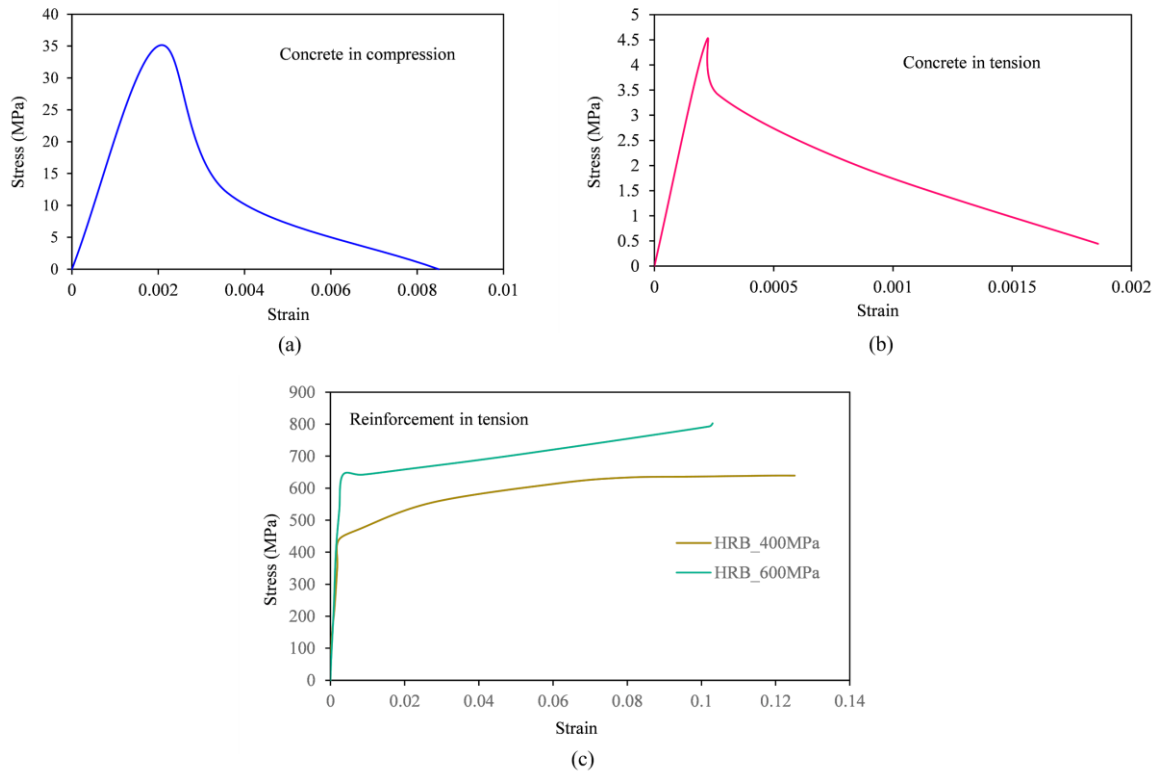 40
35
30
25
20
15
10
5
0
Stress (MPa)
Concrete in compression
0 0.002 0.004 0.006 0.008 0.01
Strain
(a)
5
4.5
4
3.5
3
2.5
2
1.5
1
0.5
0
Stress (MPa)
Concrete in tension
0 0.0005 0.001 0.0015 0.002
Strain
(b)
900
800
700
600
500
400
300
200
100
0
Stress (MPa)
Reinforcement in tension
HRB_400MPa
HRB_600MPa
0 0.02 0.04 0.06 0.08 0.1 0.12 0.14
Strain
(c)